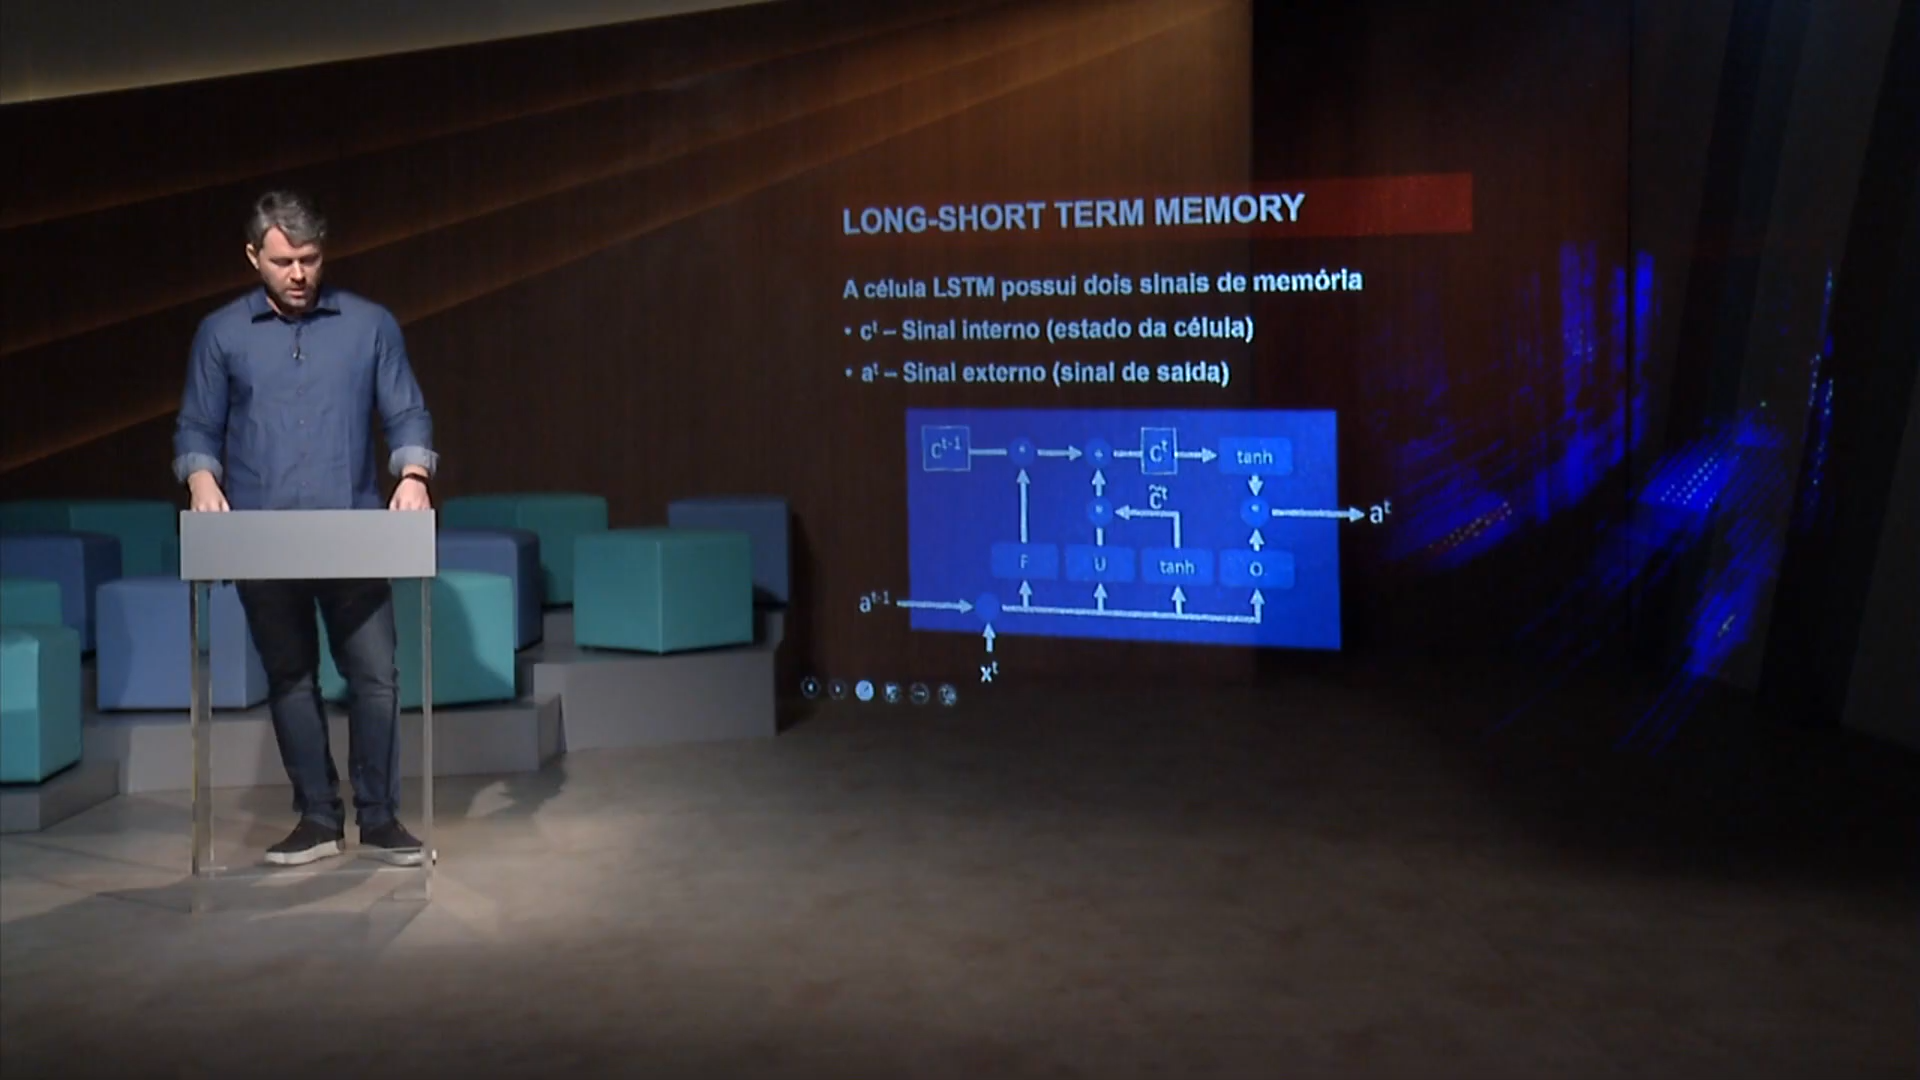 LONG-SHORT TERM MEMORY
A célula LSTM possui dois sinais de memória
• cᵗ – Sinal interno (estado da célula)
• aᵗ – Sinal externo (sinal de saída)
cᵗ⁻¹ * + cᵗ tanh
c̃ᵗ
* * aᵗ
F U tanh O
aᵗ⁻¹
xᵗ